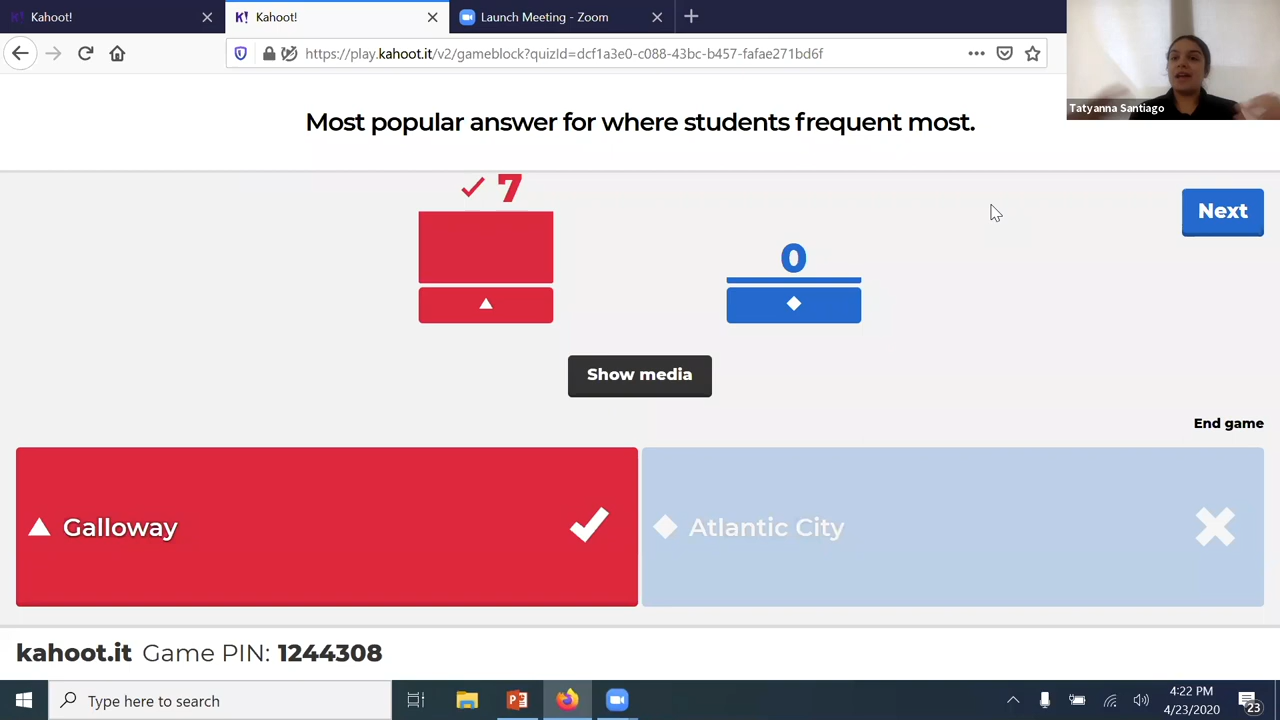 Kahoot!
Kahoot!
Launch Meeting - Zoom
https://play.kahoot.it/v2/gameblock?quizId=dcf1a3e0-c088-43bc-b457-fafae271bd6f
Tatyanna Santiago
Most popular answer for where students frequent most.
7
0
Next
Show media
End game
Galloway
Atlantic City
kahoot.it Game PIN: 1244308
Type here to search
4:22 PM
4/23/2020
23